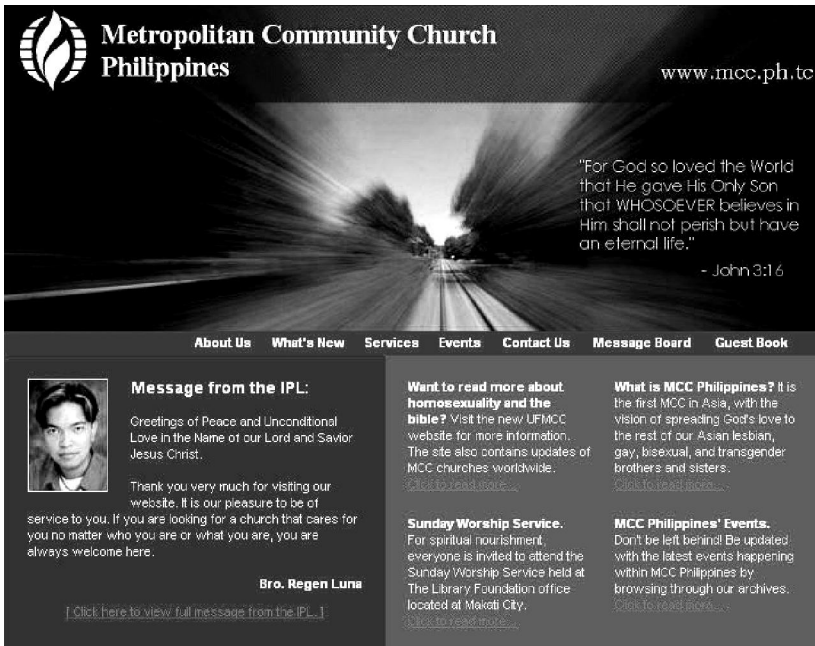 Metropolitan Community Church
Philippines
www.mcc.ph.tc
"For God so loved the World
that He gave His Only Son
that WHOSOEVER believes in
Him shall not perish but have
an eternal life."
- John 3:16
About Us What's New Services Events Contact Us Message Board Guest Book
Message from the IPL:
Greetings of Peace and Unconditional
Love in the Name of our Lord and Savior
Jesus Christ.
Thank you very much for visiting our
website. It is our pleasure to be of
service to you. If you are looking for a church that cares for
you no matter who you are or what you are, you are
always welcome here.
Bro. Regen Luna
[ Click here to view full message from the IPL. ]
Want to read more about
homosexuality and the
bible? Visit the new UFMCC
website for more information.
The site also contains updates of
MCC churches worldwide.
Click to read more...
What is MCC Philippines? It is
the first MCC in Asia, with the
vision of spreading God's love to
the rest of our Asian lesbian,
gay, bisexual, and transgender
brothers and sisters.
Click to read more...
Sunday Worship Service.
For spiritual nourishment,
everyone is invited to attend the
Sunday Worship Service held at
The Library Foundation office
located at Makati City.
Click to read more...
MCC Philippines' Events.
Don't be left behind! Be updated
with the latest events happening
within MCC Philippines by
browsing through our archives.
Click to read more...